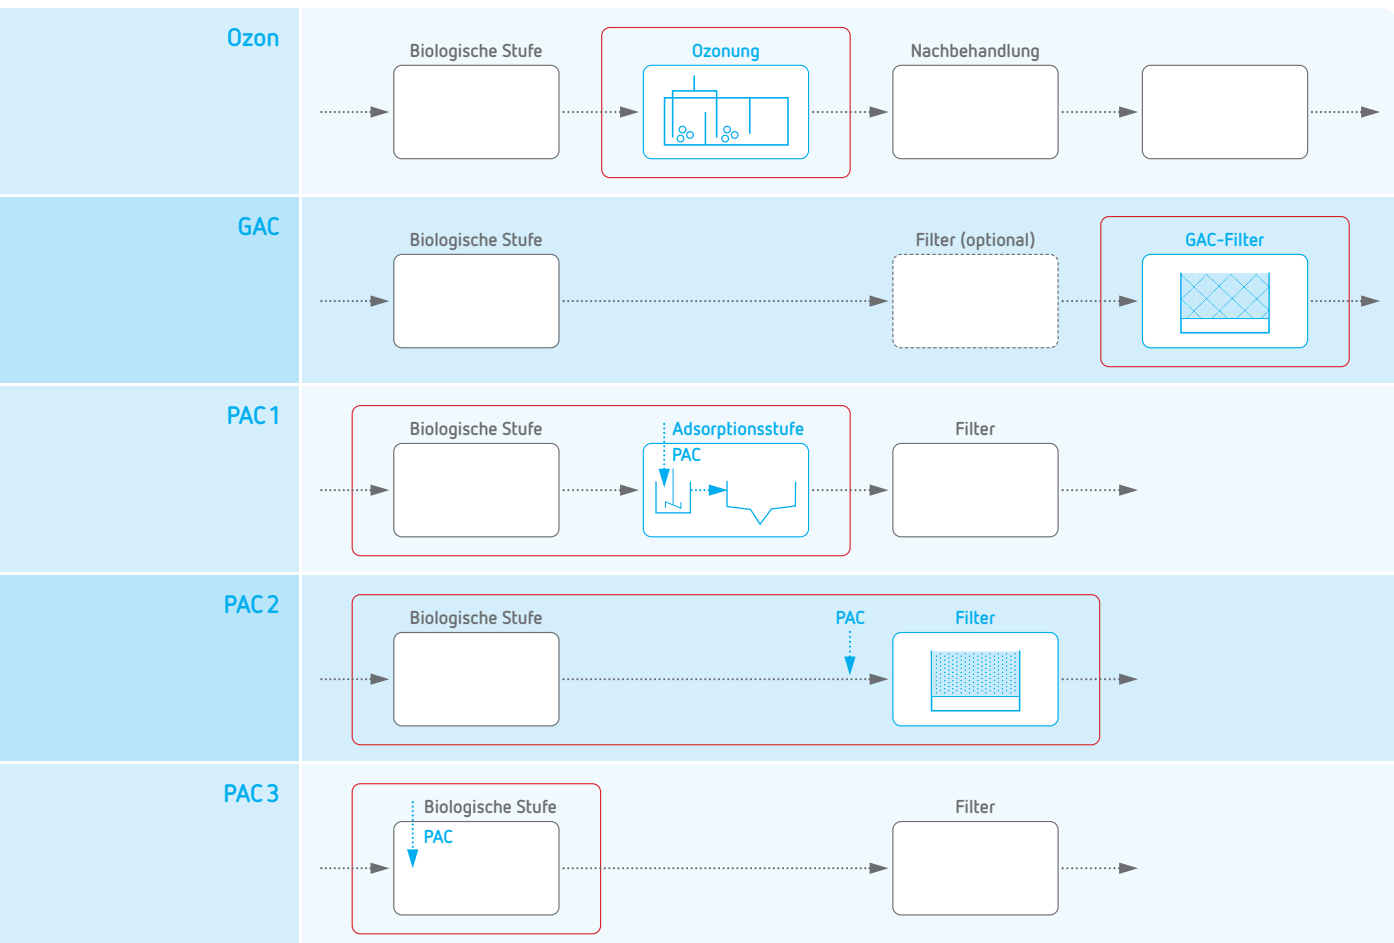 Ozon
Biologische Stufe
Ozonung
Nachbehandlung
GAC
Biologische Stufe
Filter (optional)
GAC-Filter
PAC 1
Biologische Stufe
Adsorptionsstufe
PAC
Filter
PAC 2
Biologische Stufe
PAC
Filter
PAC 3
Biologische Stufe
PAC
Filter